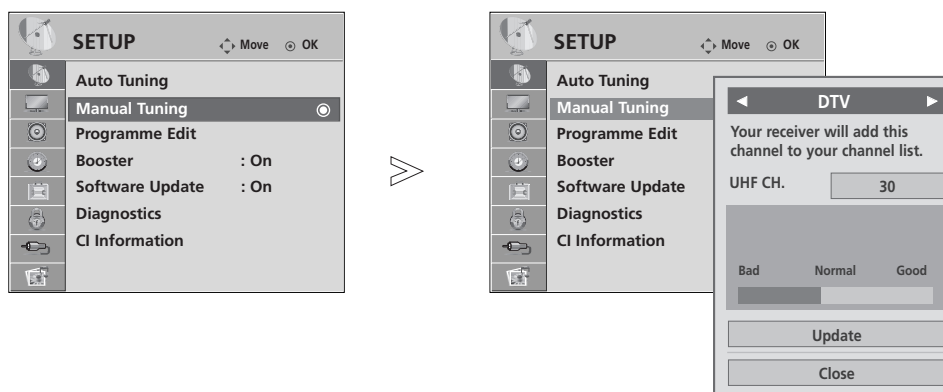 SETUP Move OK
Auto Tuning
Manual Tuning
Programme Edit
Booster : On
Software Update : On
Diagnostics
CI Information
SETUP Move OK
Auto Tuning
Manual Tuning
Programme Edit
Booster
Software Update
Diagnostics
CI Information
DTV
Your receiver will add this
channel to your channel list.
UHF CH. 30
Bad Normal Good
Update
Close